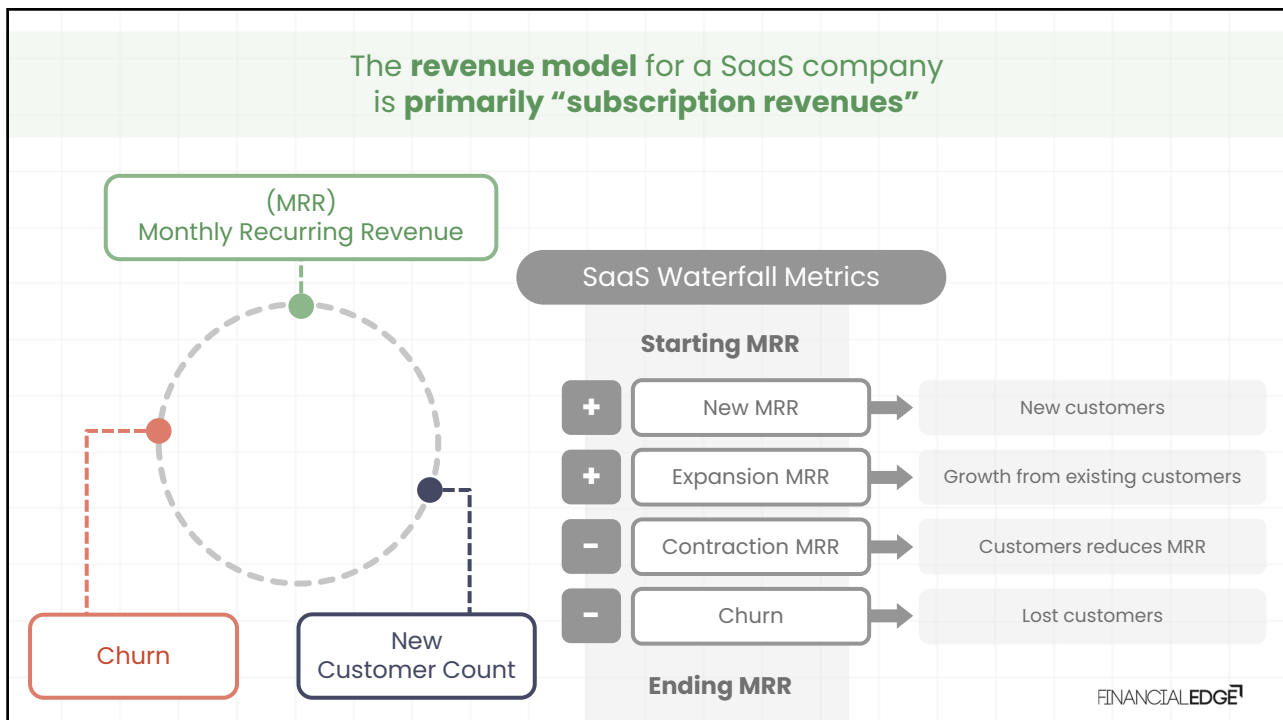 The revenue model for a SaaS company
is primarily “subscription revenues”
(MRR)
Monthly Recurring Revenue
Churn
New
Customer Count
SaaS Waterfall Metrics
Starting MRR
+ New MRR New customers
+ Expansion MRR Growth from existing customers
- Contraction MRR Customers reduces MRR
- Churn Lost customers
Ending MRR
FINANCIALEDGE